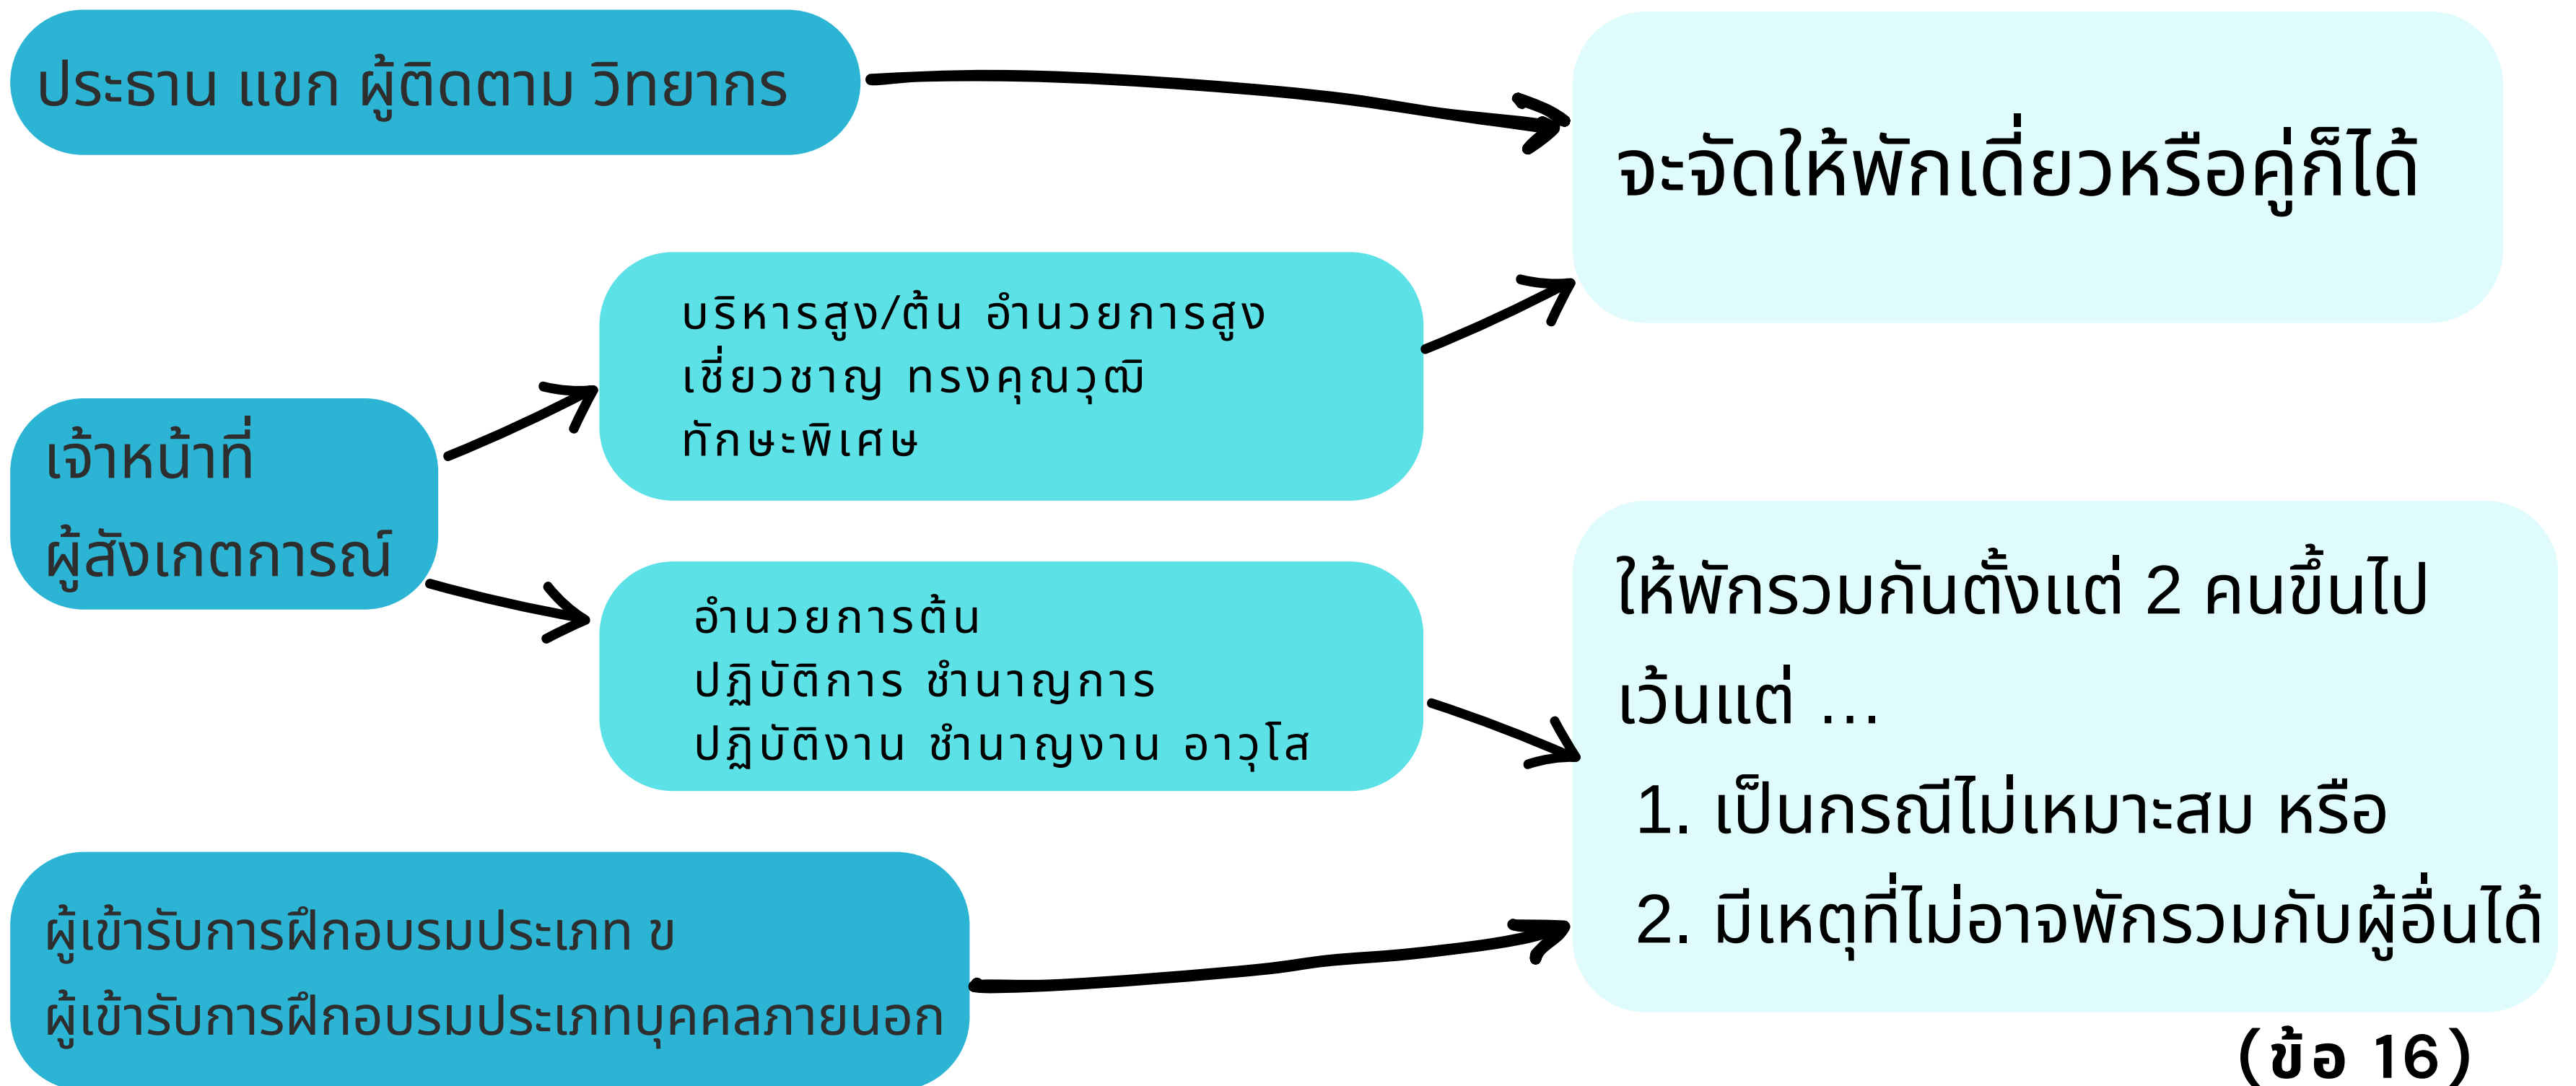 ประธาน แขก ผู้ติดตาม วิทยากร
จะจัดให้พักเดี่ยวหรือคู่ก็ได้
บริหารสูง/ต้น อำนวยการสูง
เชี่ยวชาญ ทรงคุณวุฒิ
ทักษะพิเศษ
เจ้าหน้าที่
ผู้สังเกตการณ์
อำนวยการต้น
ปฏิบัติการ ชำนาญการ
ปฏิบัติงาน ชำนาญงาน อาวุโส
ให้พักรวมกันตั้งแต่ 2 คนขึ้นไป
เว้นแต่ ...
1. เป็นกรณีไม่เหมาะสม หรือ
2. มีเหตุที่ไม่อาจพักรวมกับผู้อื่นได้
ผู้เข้ารับการฝึกอบรมประเภท ข
ผู้เข้ารับการฝึกอบรมประเภทบุคคลภายนอก
(ข้อ 16)